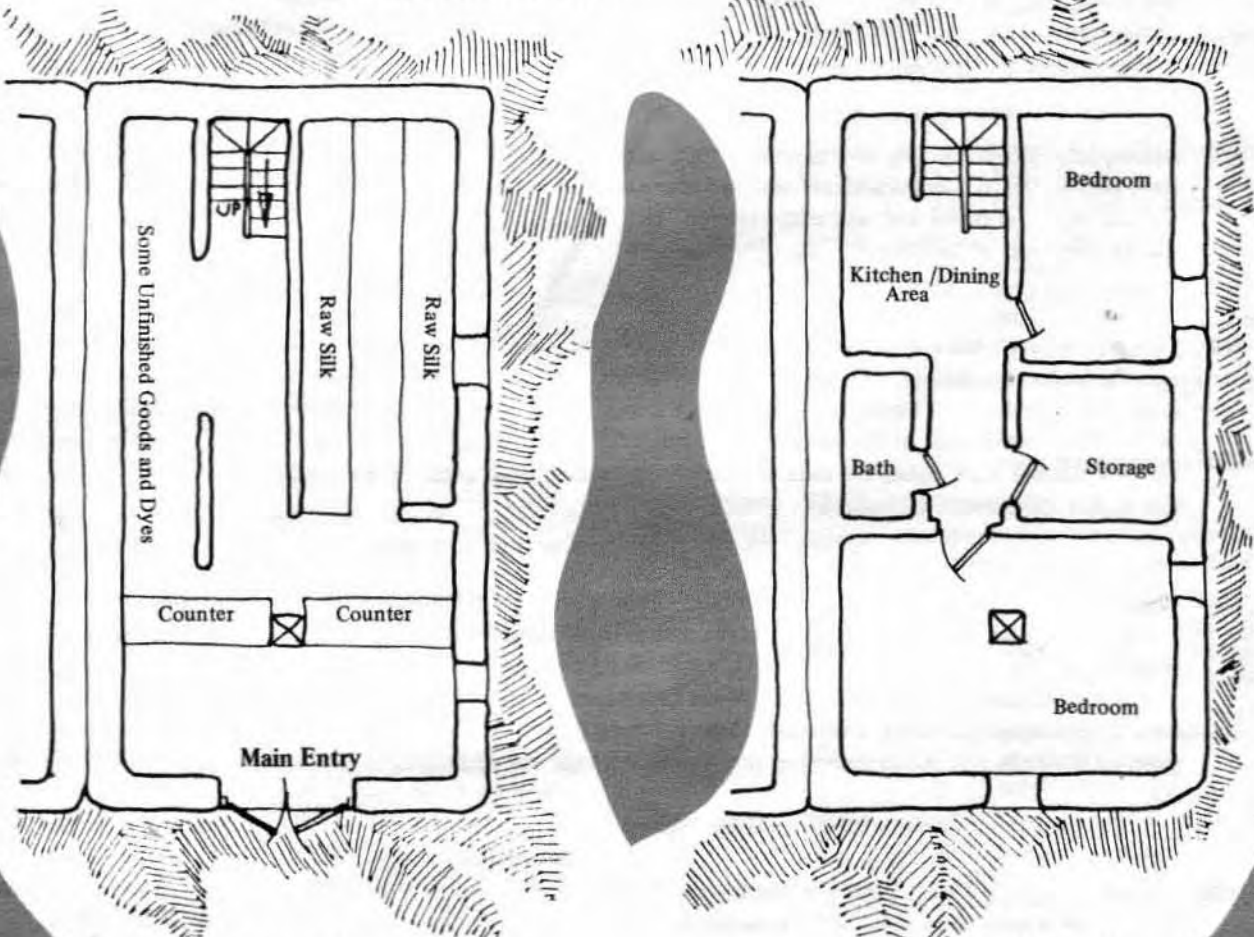 UP
Some Unfinished Goods and Dyes
Raw Silk
Raw Silk
Counter
Counter
Main Entry
Bedroom
Kitchen /Dining
Area
Bath
Storage
Bedroom